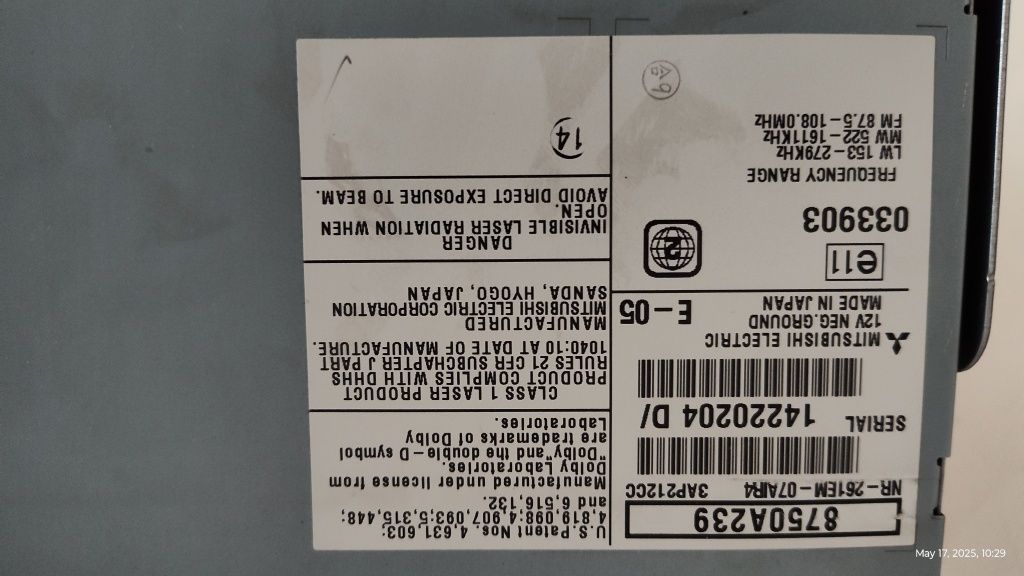 8750A239
NR-261EM-07AIR4 3AP212CC
SERIAL 14220204 D/
MITSUBISHI ELECTRIC
12V NEG.GROUND
MADE IN JAPAN
E-05
e11
2
033903
FREQUENCY RANGE
LW 153-279KHz
MW 522-1611KHz
FM 87.5-108.0MHz
U.S.Patent Nos. 4,631,603;
4,819,098;4,907,093;5,315,448;
and 6,516,132.
Manufactured under license from
Dolby Laboratories.
"Dolby"and the double-D symbol
are trademarks of Dolby
Laboratories.
CLASS 1 LASER PRODUCT
PRODUCT COMPLIES WITH DHHS
RULES 21 CFR SUBCHAPTER J PART
1040:10 AT DATE OF MANUFACTURE.
MANUFACTURED
MITSUBISHI ELECTRIC CORPORATION
SANDA, HYOGO, JAPAN
DANGER
INVISIBLE LASER RADIATION WHEN
OPEN.
AVOID DIRECT EXPOSURE TO BEAM.
14
May 17, 2025, 10:29